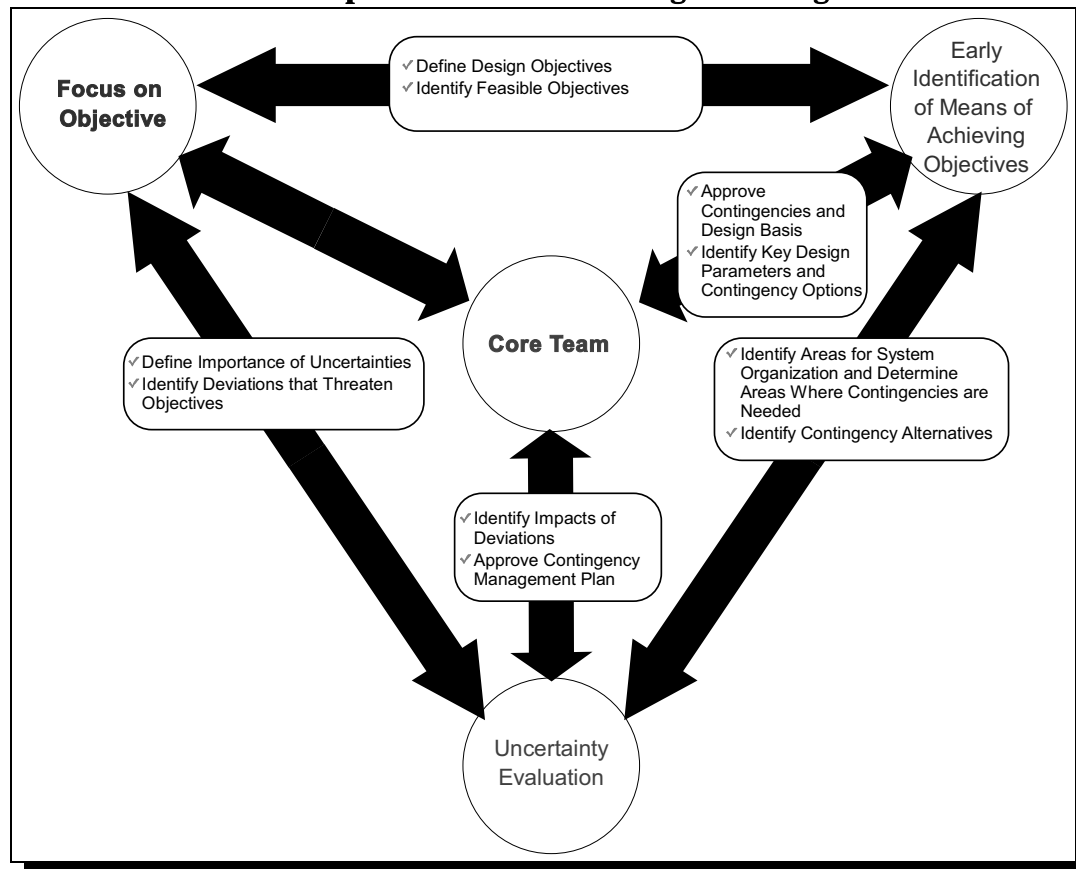 Focus on
Objective
✓ Define Design Objectives
✓ Identify Feasible Objectives
Early
Identification
of Means of
Achieving
Objectives
✓ Approve
Contingencies and
Design Basis
✓ Identify Key Design
Parameters and
Contingency Options
Core Team
✓ Define Importance of Uncertainties
✓ Identify Deviations that Threaten
Objectives
✓ Identify Areas for System
Organization and Determine
Areas Where Contingencies are
Needed
✓ Identify Contingency Alternatives
✓ Identify Impacts of
Deviations
✓ Approve Contingency
Management Plan
Uncertainty
Evaluation